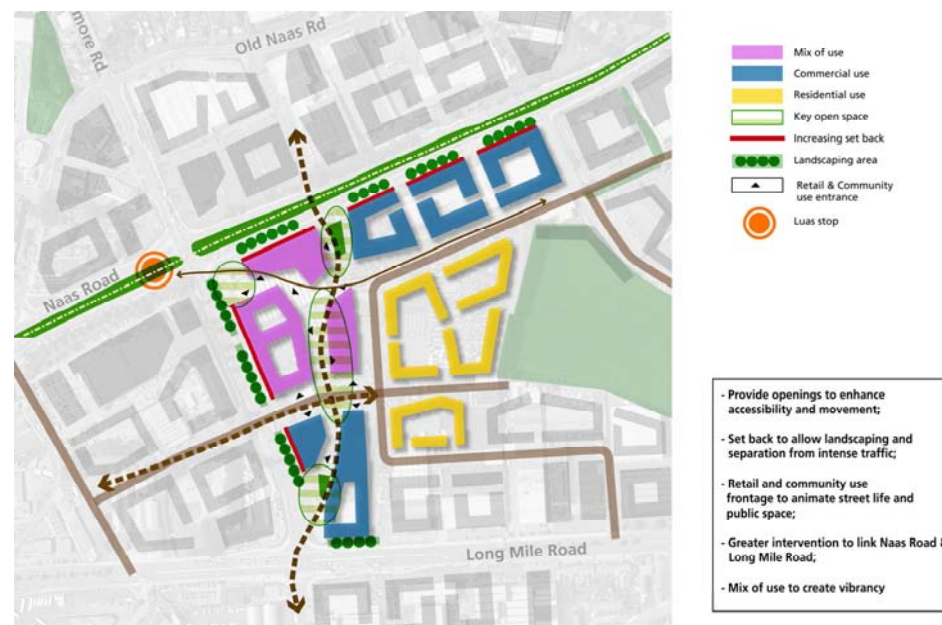 Old Naas Rd
more Rd
Naas Road
Long Mile Road
Mix of use
Commercial use
Residential use
Key open space
Increasing set back
Landscaping area
Retail & Community
use entrance
Luas stop
- Provide openings to enhance
accessibility and movement;
- Set back to allow landscaping and
separation from intense traffic;
- Retail and community use
frontage to animate street life and
public space;
- Greater intervention to link Naas Road &
Long Mile Road;
- Mix of use to create vibrancy